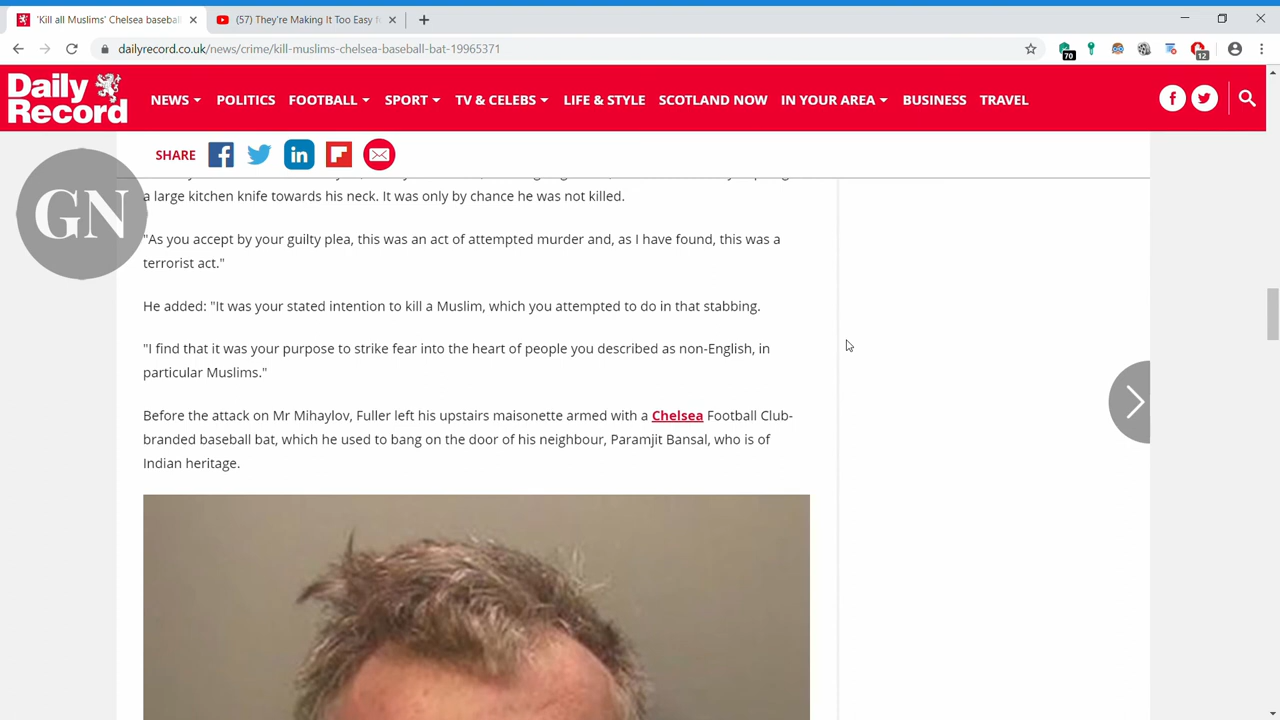 'Kill all Muslims' Chelsea baseba
(57) They're Making It Too Easy
dailyrecord.co.uk/news/crime/kill-muslims-chelsea-baseball-bat-19965371
70
12
Daily
Record
NEWS POLITICS FOOTBALL SPORT TV & CELEBS LIFE & STYLE SCOTLAND NOW IN YOUR AREA BUSINESS TRAVEL
SHARE
GN
a large kitchen knife towards his neck. It was only by chance he was not killed.
"As you accept by your guilty plea, this was an act of attempted murder and, as I have found, this was a
terrorist act."
He added: "It was your stated intention to kill a Muslim, which you attempted to do in that stabbing.
"I find that it was your purpose to strike fear into the heart of people you described as non-English, in
particular Muslims."
Before the attack on Mr Mihaylov, Fuller left his upstairs maisonette armed with a Chelsea Football Club-
branded baseball bat, which he used to bang on the door of his neighbour, Paramjit Bansal, who is of
Indian heritage.